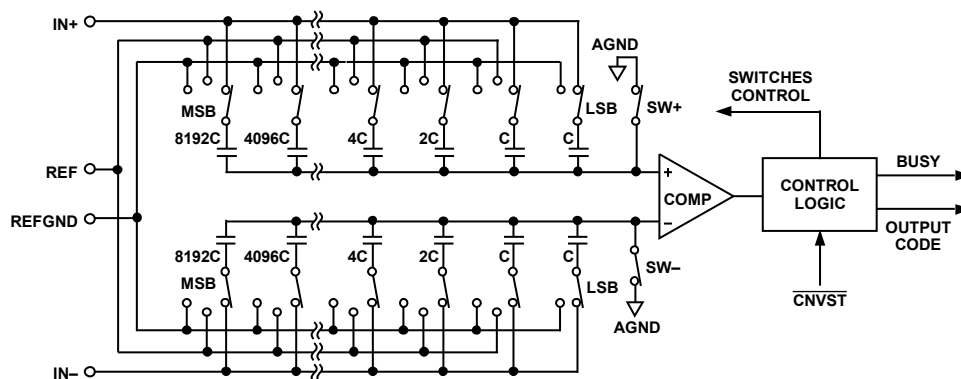 IN+
AGND
SWITCHES
CONTROL
MSB
LSB
SW+
8192C 4096C 4C 2C C C
BUSY
REF
+
COMP
–
CONTROL
LOGIC
REFGND
OUTPUT
CODE
8192C 4096C 4C 2C C C
SW–
MSB
LSB
CNVST
AGND
IN–